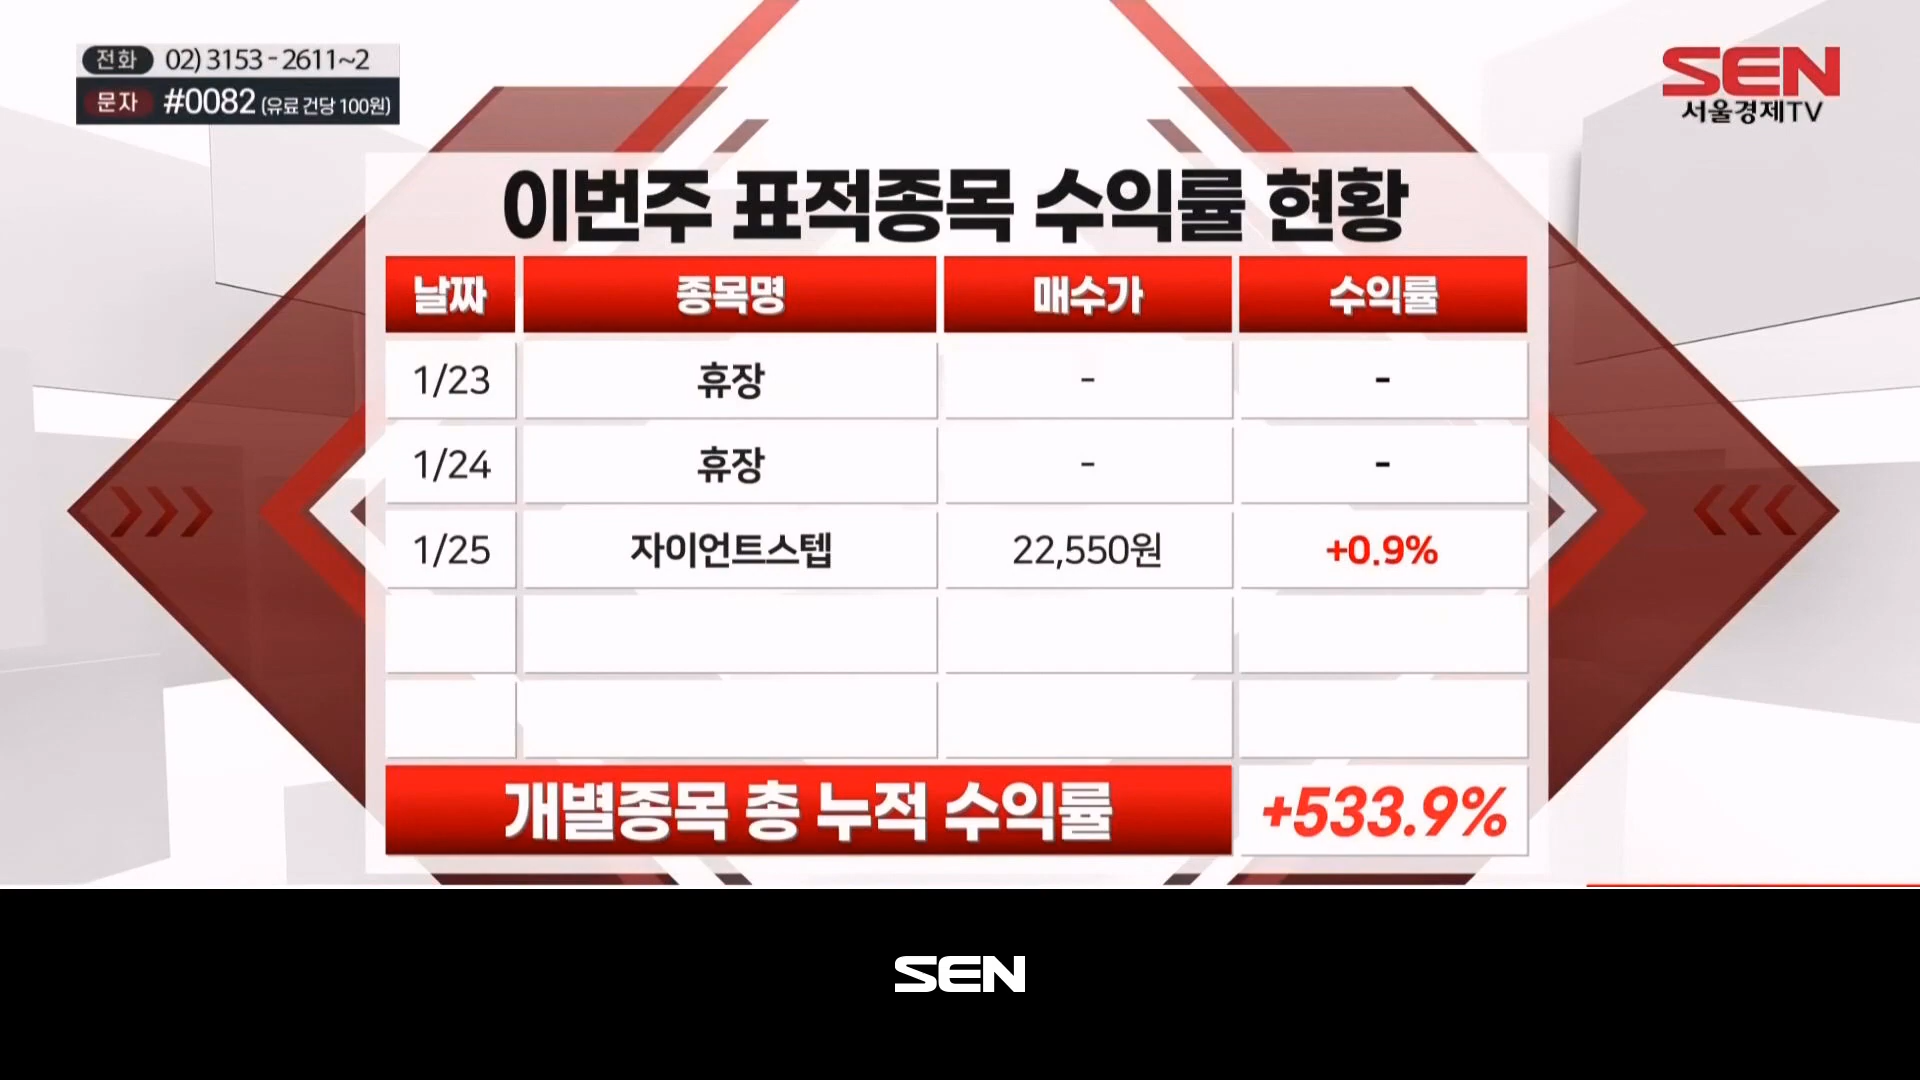 전화 02) 3153-2611~2
문자 #0082 (유료 건당 100원)
SEN
서울경제TV
이번주 표적종목 수익률 현황
날짜 종목명 매수가 수익률
1/23 휴장 - -
1/24 휴장 - -
1/25 자이언트스텝 22,550원 +0.9%
개별종목 총 누적 수익률 +533.9%
SEN